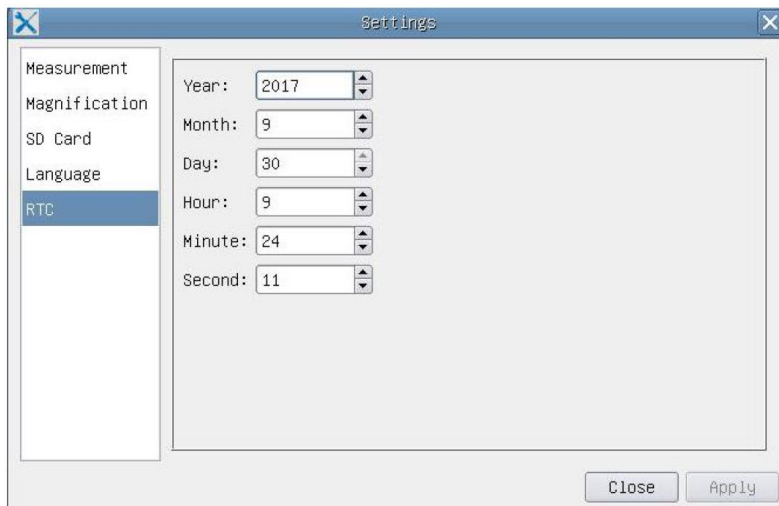 Settings
Measurement
Magnification
SD Card
Language
RTC
Year: 2017
Month: 9
Day: 30
Hour: 9
Minute: 24
Second: 11
Close Apply